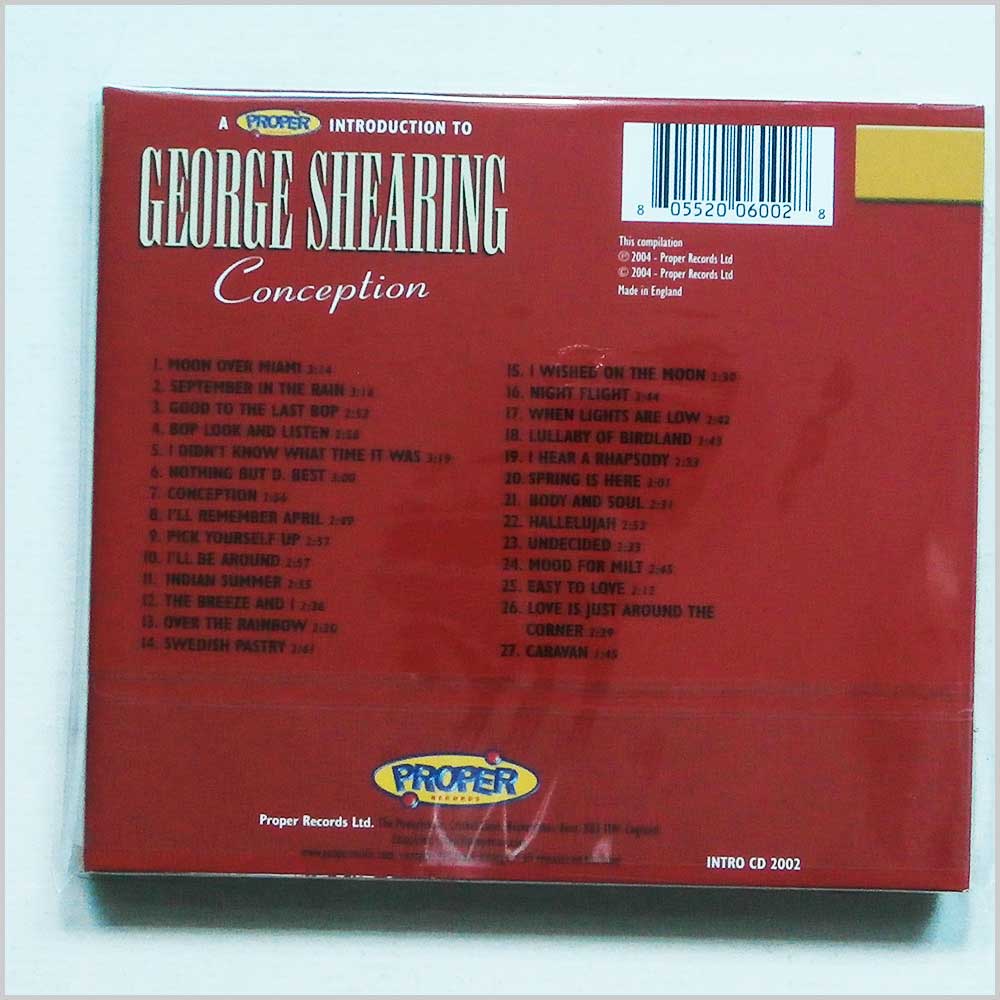 A PROPER INTRODUCTION TO
GEORGE SHEARING
Conception
8 05520 06002 8
This compilation
℗ 2004 - Proper Records Ltd
© 2004 - Proper Records Ltd
Made in England
1. MOON OVER MIAMI 3:14
2. SEPTEMBER IN THE RAIN
3. GOOD TO THE LAST BOP 2:52
4. BOP LOOK AND LISTEN
5. I DIDN'T KNOW WHAT TIME IT WAS 3:19
6. NOTHING BUT D. BEST 3:00
7. CONCEPTION
8. I'LL REMEMBER APRIL
9. PICK YOURSELF UP 2:57
10. I'LL BE AROUND 2:57
11. INDIAN SUMMER
12. THE BREEZE AND I
13. OVER THE RAINBOW
14. SWEDISH PASTRY
15. I WISHED ON THE MOON
16. NIGHT FLIGHT 2:44
17. WHEN LIGHTS ARE LOW 2:42
18. LULLABY OF BIRDLAND
19. I HEAR A RHAPSODY 2:53
20. SPRING IS HERE
21. BODY AND SOUL
22. HALLELUJAH
23. UNDECIDED
24. MOOD FOR MILT 2:45
25. EASY TO LOVE
26. LOVE IS JUST AROUND THE
CORNER
27. CARAVAN
PROPER
RECORDS
Proper Records Ltd.
INTRO CD 2002